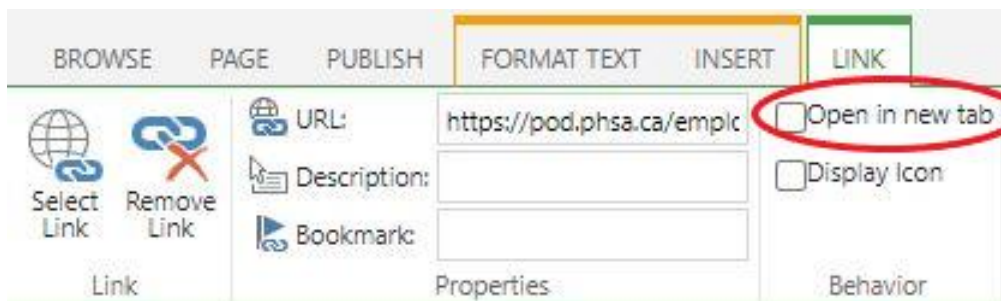 BROWSE PAGE PUBLISH FORMAT TEXT INSERT LINK
Select Link
Remove Link
URL: https://pod.phsa.ca/emplc
Description:
Bookmark:
Open in new tab
Display Icon
Link Properties Behavior